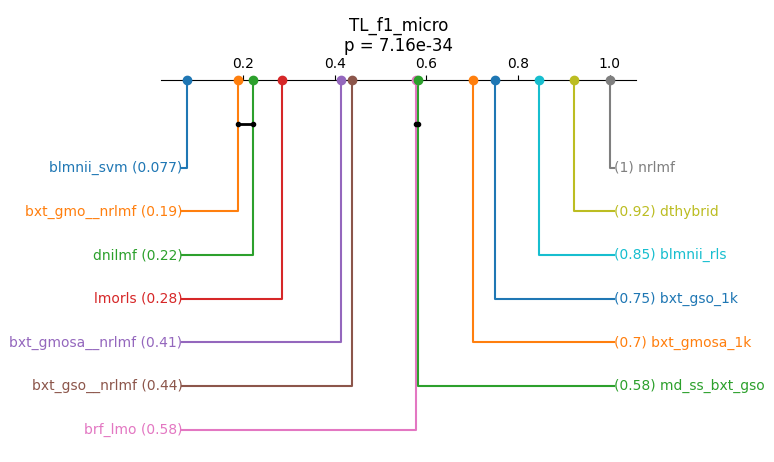 TL_f1_micro
p = 7.16e-34
0.2 0.4 0.6 0.8 1.0
blmnii_svm (0.077) (1) nrlmf
bxt_gmo__nrlmf (0.19) (0.92) dthybrid
dnilmf (0.22) (0.85) blmnii_rls
lmorls (0.28) (0.75) bxt_gso_1k
bxt_gmosa__nrlmf (0.41) (0.7) bxt_gmosa_1k
bxt_gso__nrlmf (0.44) (0.58) md_ss_bxt_gso
brf_lmo (0.58)